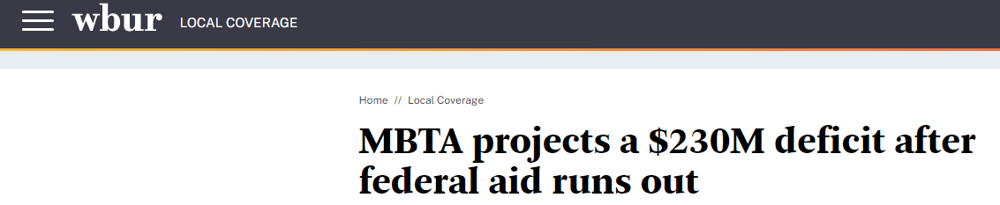 wbur LOCAL COVERAGE
Home // Local Coverage
MBTA projects a $230M deficit after
federal aid runs out